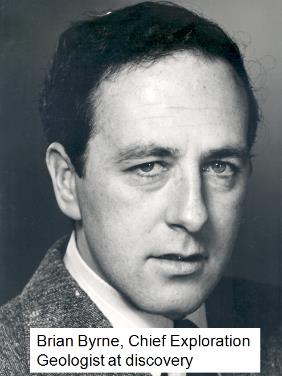 Brian Byrne, Chief Exploration
Geologist at discovery